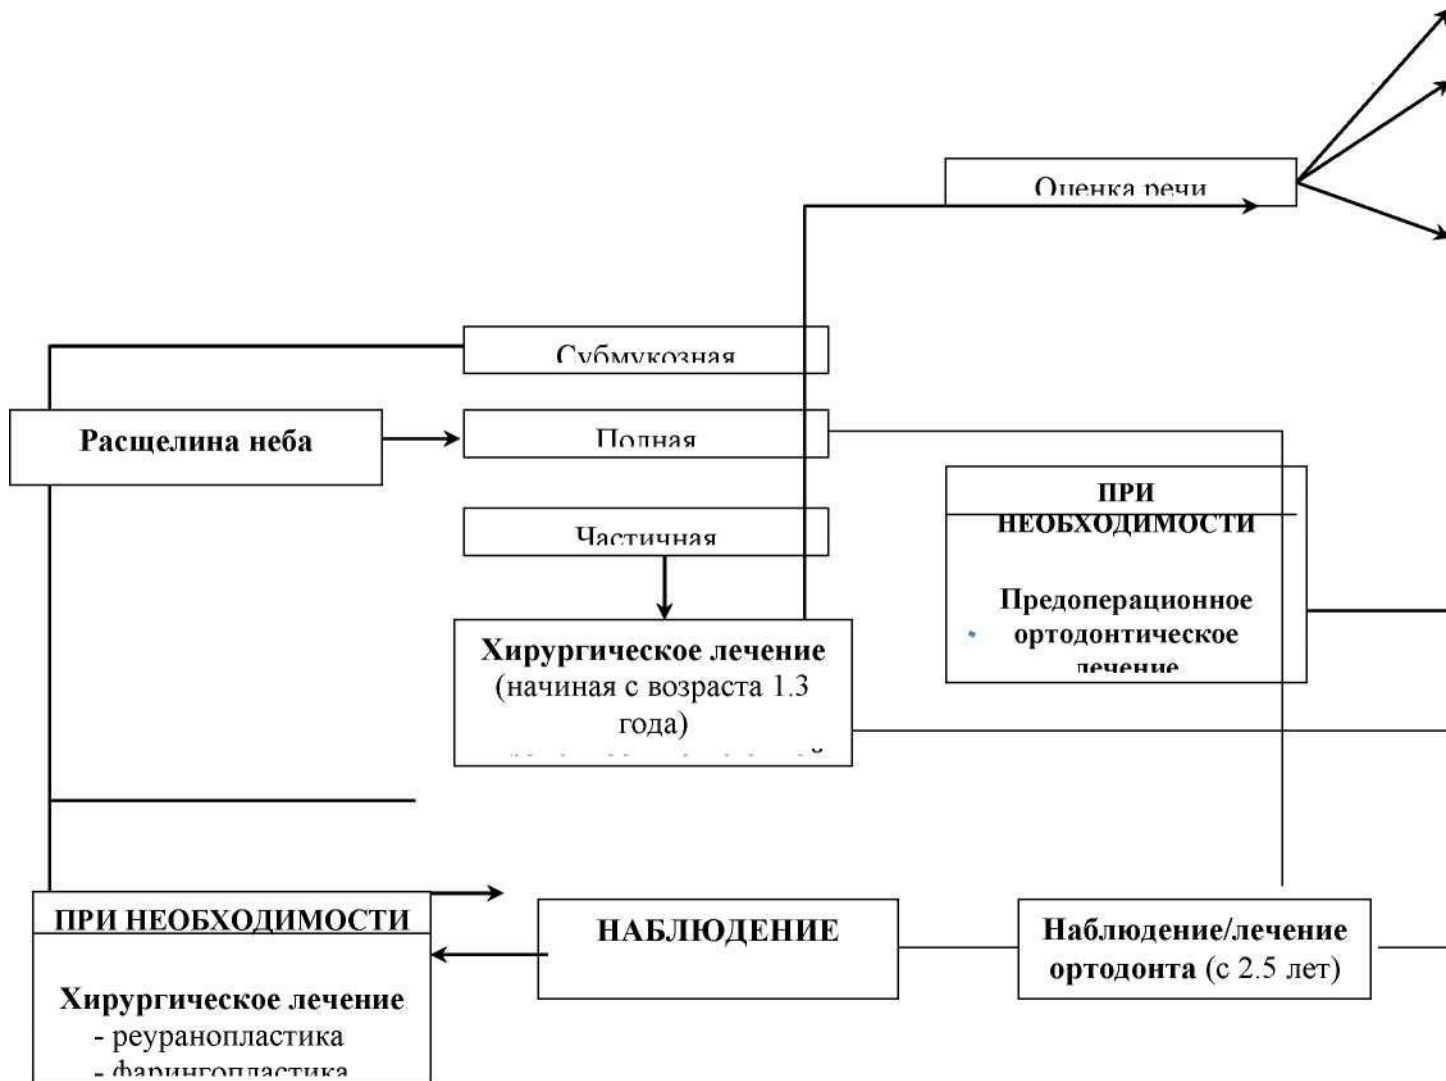 Оценка речи
Субмукозная
Расщелина неба
Полная
Частичная
ПРИ
НЕОБХОДИМОСТИ
Предоперационное
ортодонтическое
лечение
Хирургическое лечение
(начиная с возраста 1.3
года)
ПРИ НЕОБХОДИМОСТИ
Хирургическое лечение
- реуранопластика
- фарингопластика
НАБЛЮДЕНИЕ
Наблюдение/лечение
ортодонта (с 2.5 лет)